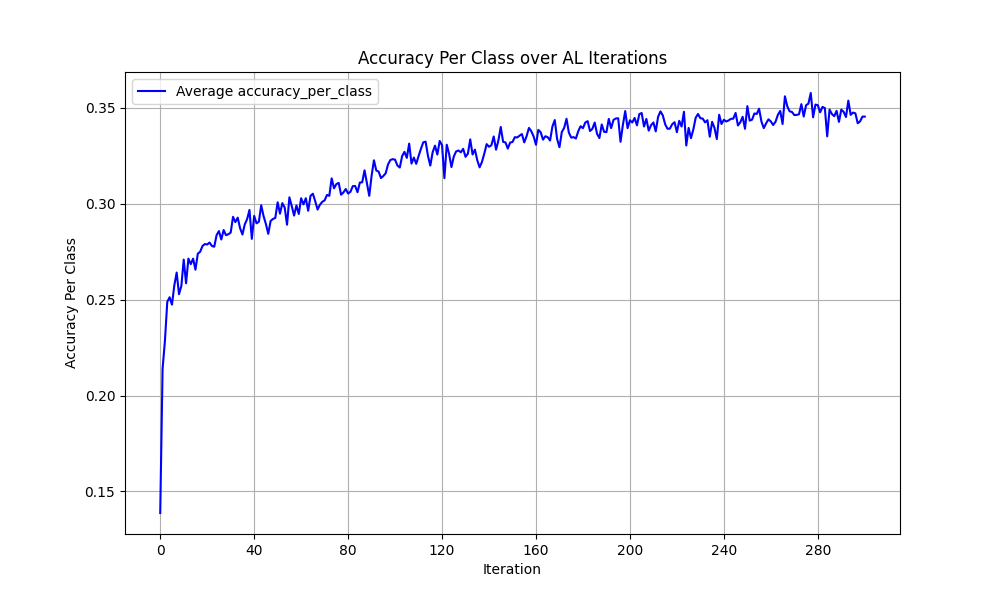 Accuracy Per Class over AL Iterations
Average accuracy_per_class
0.35
0.30
0.25
0.20
0.15
Accuracy Per Class
0 40 80 120 160 200 240 280
Iteration